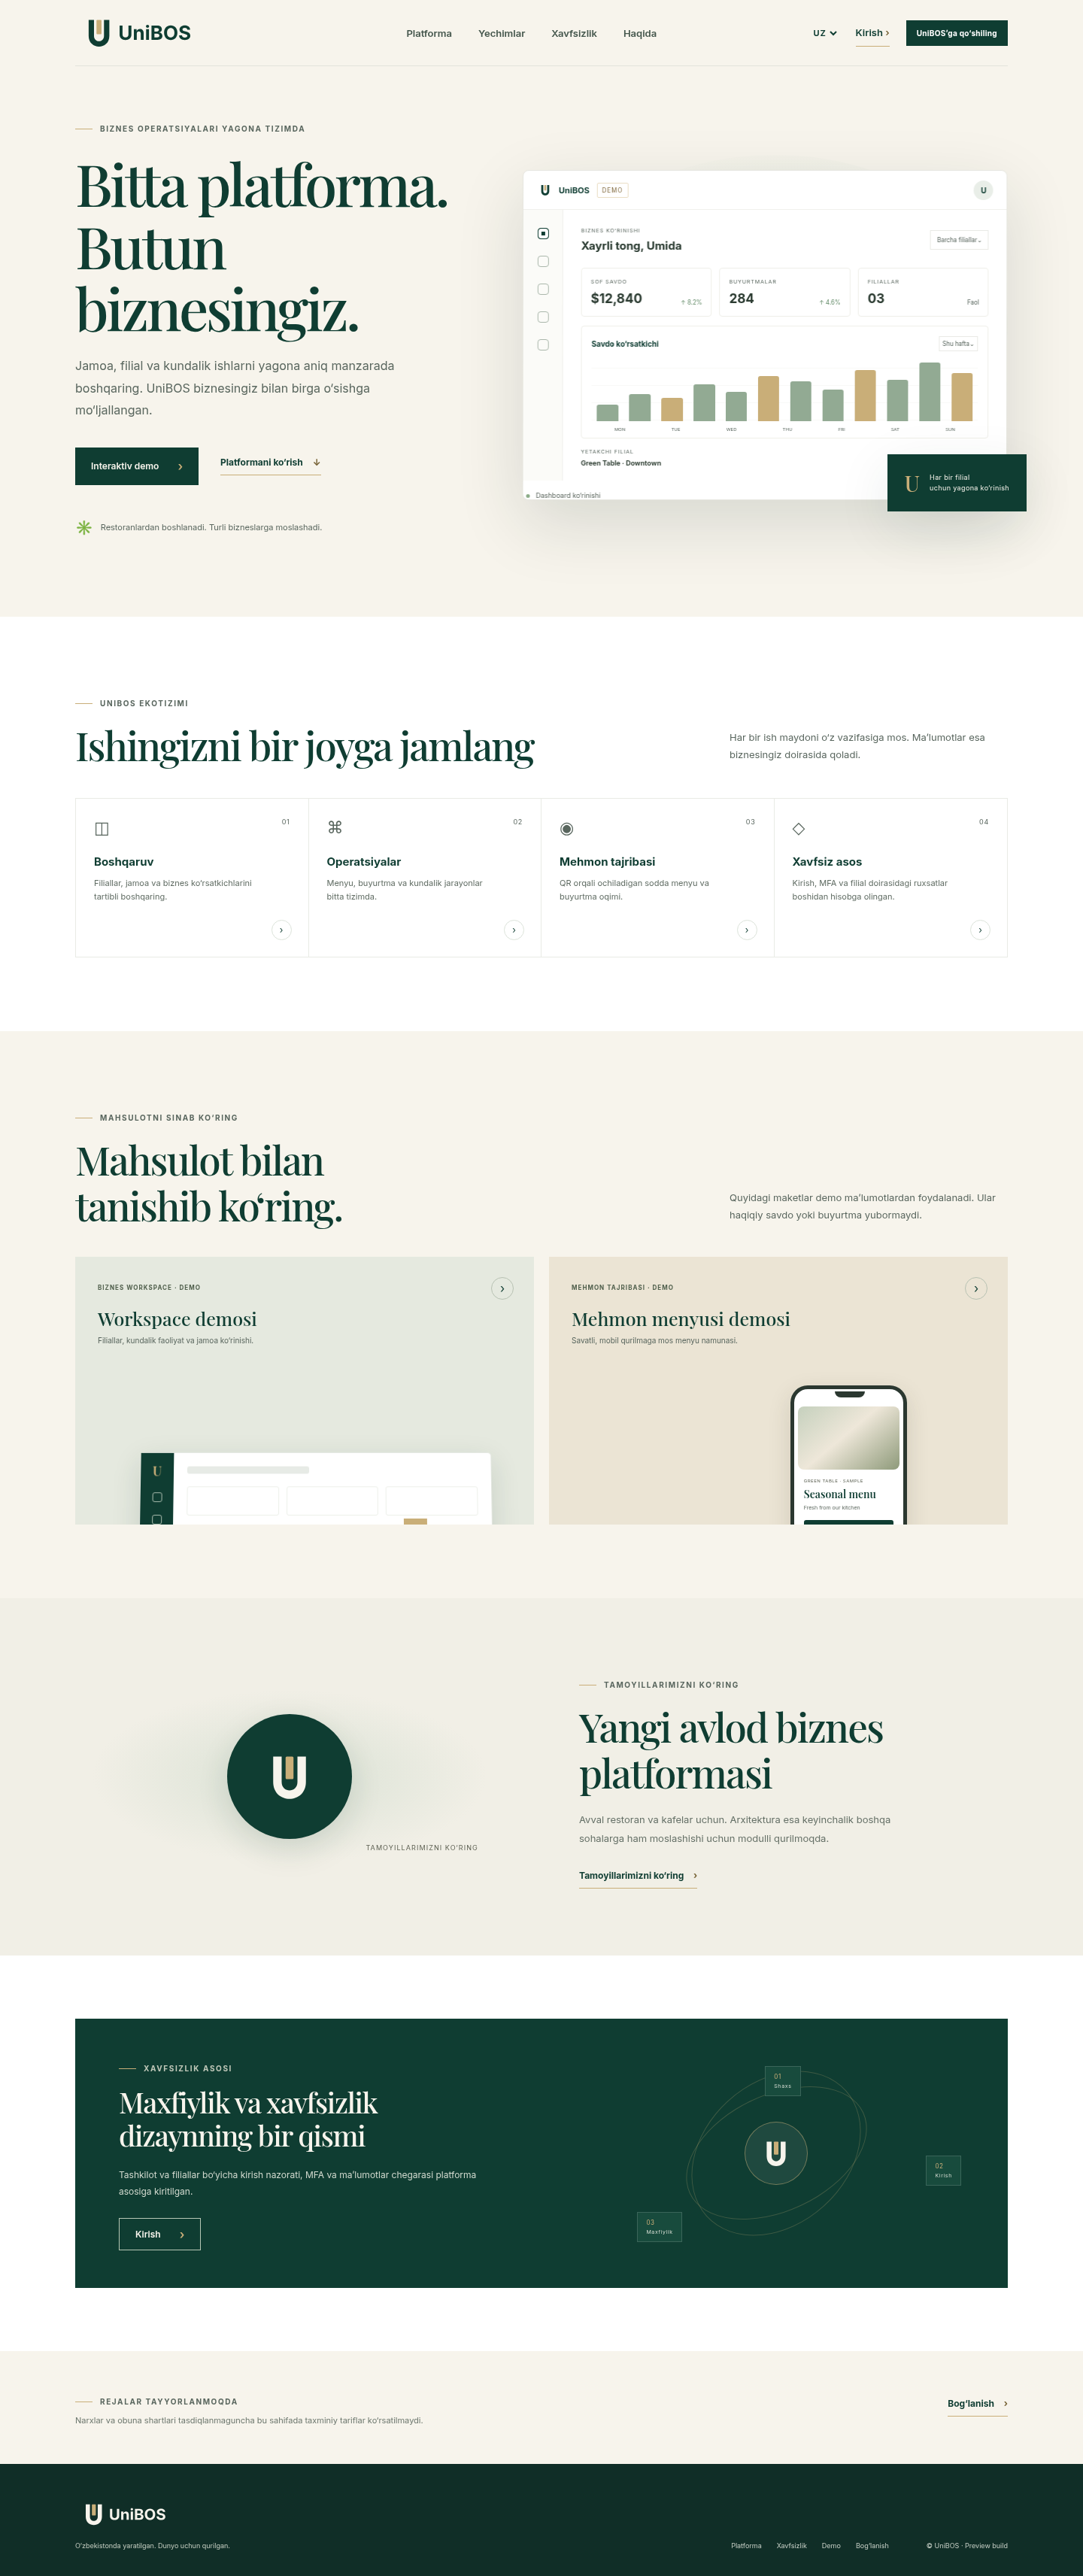 UniBOS
Platforma
Yechimlar
Xavfsizlik
Haqida
UZ
Kirish ›
UniBOS'ga qo'shiling
BIZNES OPERATSIYALARI YAGONA TIZIMDA
Bitta platforma.
Butun
biznesingiz.
Jamoa, filial va kundalik ishlarni yagona aniq manzarada
boshqaring. UniBOS biznesingiz bilan birga o‘sishga
mo‘ljallangan.
Interaktiv demo ›
Platformani ko‘rish ↓
Restoranlardan boshlanadi. Turli bizneslarga moslashadi.
UniBOS DEMO
U
BIZNES KO‘RINISHI
Xayrli tong, Umida
Barcha filiallar
SOF SAVDO
$12,840
↑ 8.2%
BUYURTMALAR
284
↑ 4.6%
FILIALLAR
03
Faol
Savdo ko‘rsatkichi
Shu hafta
MON TUE WED THU FRI SAT SUN
YETAKCHI FILIAL
Green Table · Downtown
Dashboard ko‘rinishi
U
Har bir filial
uchun yagona ko‘rinish
UNIBOS EKOTIZIMI
Ishingizni bir joyga jamlang
Har bir ish maydoni o‘z vazifasiga mos. Ma’lumotlar esa
biznesingiz doirasida qoladi.
01
Boshqaruv
Filiallar, jamoa va biznes ko‘rsatkichlarini
tartibli boshqaring.
›
⌘
02
Operatsiyalar
Menyu, buyurtma va kundalik jarayonlar
bitta tizimda.
›
03
Mehmon tajribasi
QR orqali ochiladigan sodda menyu va
buyurtma oqimi.
›
04
Xavfsiz asos
Kirish, MFA va filial doirasidagi ruxsatlar
boshidan hisobga olingan.
›
MAHSULOTNI SINAB KO‘RING
Mahsulot bilan
tanishib ko‘ring.
Quyidagi maketlar demo ma’lumotlardan foydalanadi. Ular
haqiqiy savdo yoki buyurtma yubormaydi.
BIZNES WORKSPACE · DEMO
Workspace demosi
Filiallar, kundalik faoliyat va jamoa ko‘rinishi.
›
U
MEHMON TAJRIBASI · DEMO
Mehmon menyusi demosi
Savatli, mobil qurilmaga mos menyu namunasi.
›
GREEN TABLE · SAMPLE
Seasonal menu
Fresh from our kitchen
TAMOYILLARIMIZNI KO‘RING
TAMOYILLARIMIZNI KO‘RING
Yangi avlod biznes
platformasi
Avval restoran va kafelar uchun. Arxitektura esa keyinchalik boshqa
sohalarga ham moslashishi uchun modulli qurilmoqda.
Tamoyillarimizni ko‘ring ›
XAVFSIZLIK ASOSI
Maxfiylik va xavfsizlik
dizaynning bir qismi
Tashkilot va filiallar bo‘yicha kirish nazorati, MFA va ma’lumotlar chegarasi platforma
asosiga kiritilgan.
Kirish ›
01
Shaxs
02
Kirish
03
Maxfiylik
REJALAR TAYYORLANMOQDA
Narxlar va obuna shartlari tasdiqlanmaguncha bu sahifada taxminiy tariflar ko‘rsatilmaydi.
Bog‘lanish ›
UniBOS
O‘zbekistonda yaratilgan. Dunyo uchun qurilgan.
Platforma
Xavfsizlik
Demo
Bog‘lanish
© UniBOS · Preview build